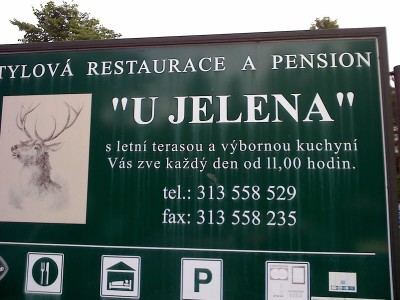 TYLOVÁ RESTAURACE A PENSION
"U JELENA"
s letní terasou a výbornou kuchyní
Vás zve každý den od 11,00 hodin.
tel.: 313 558 529
fax: 313 558 235
P